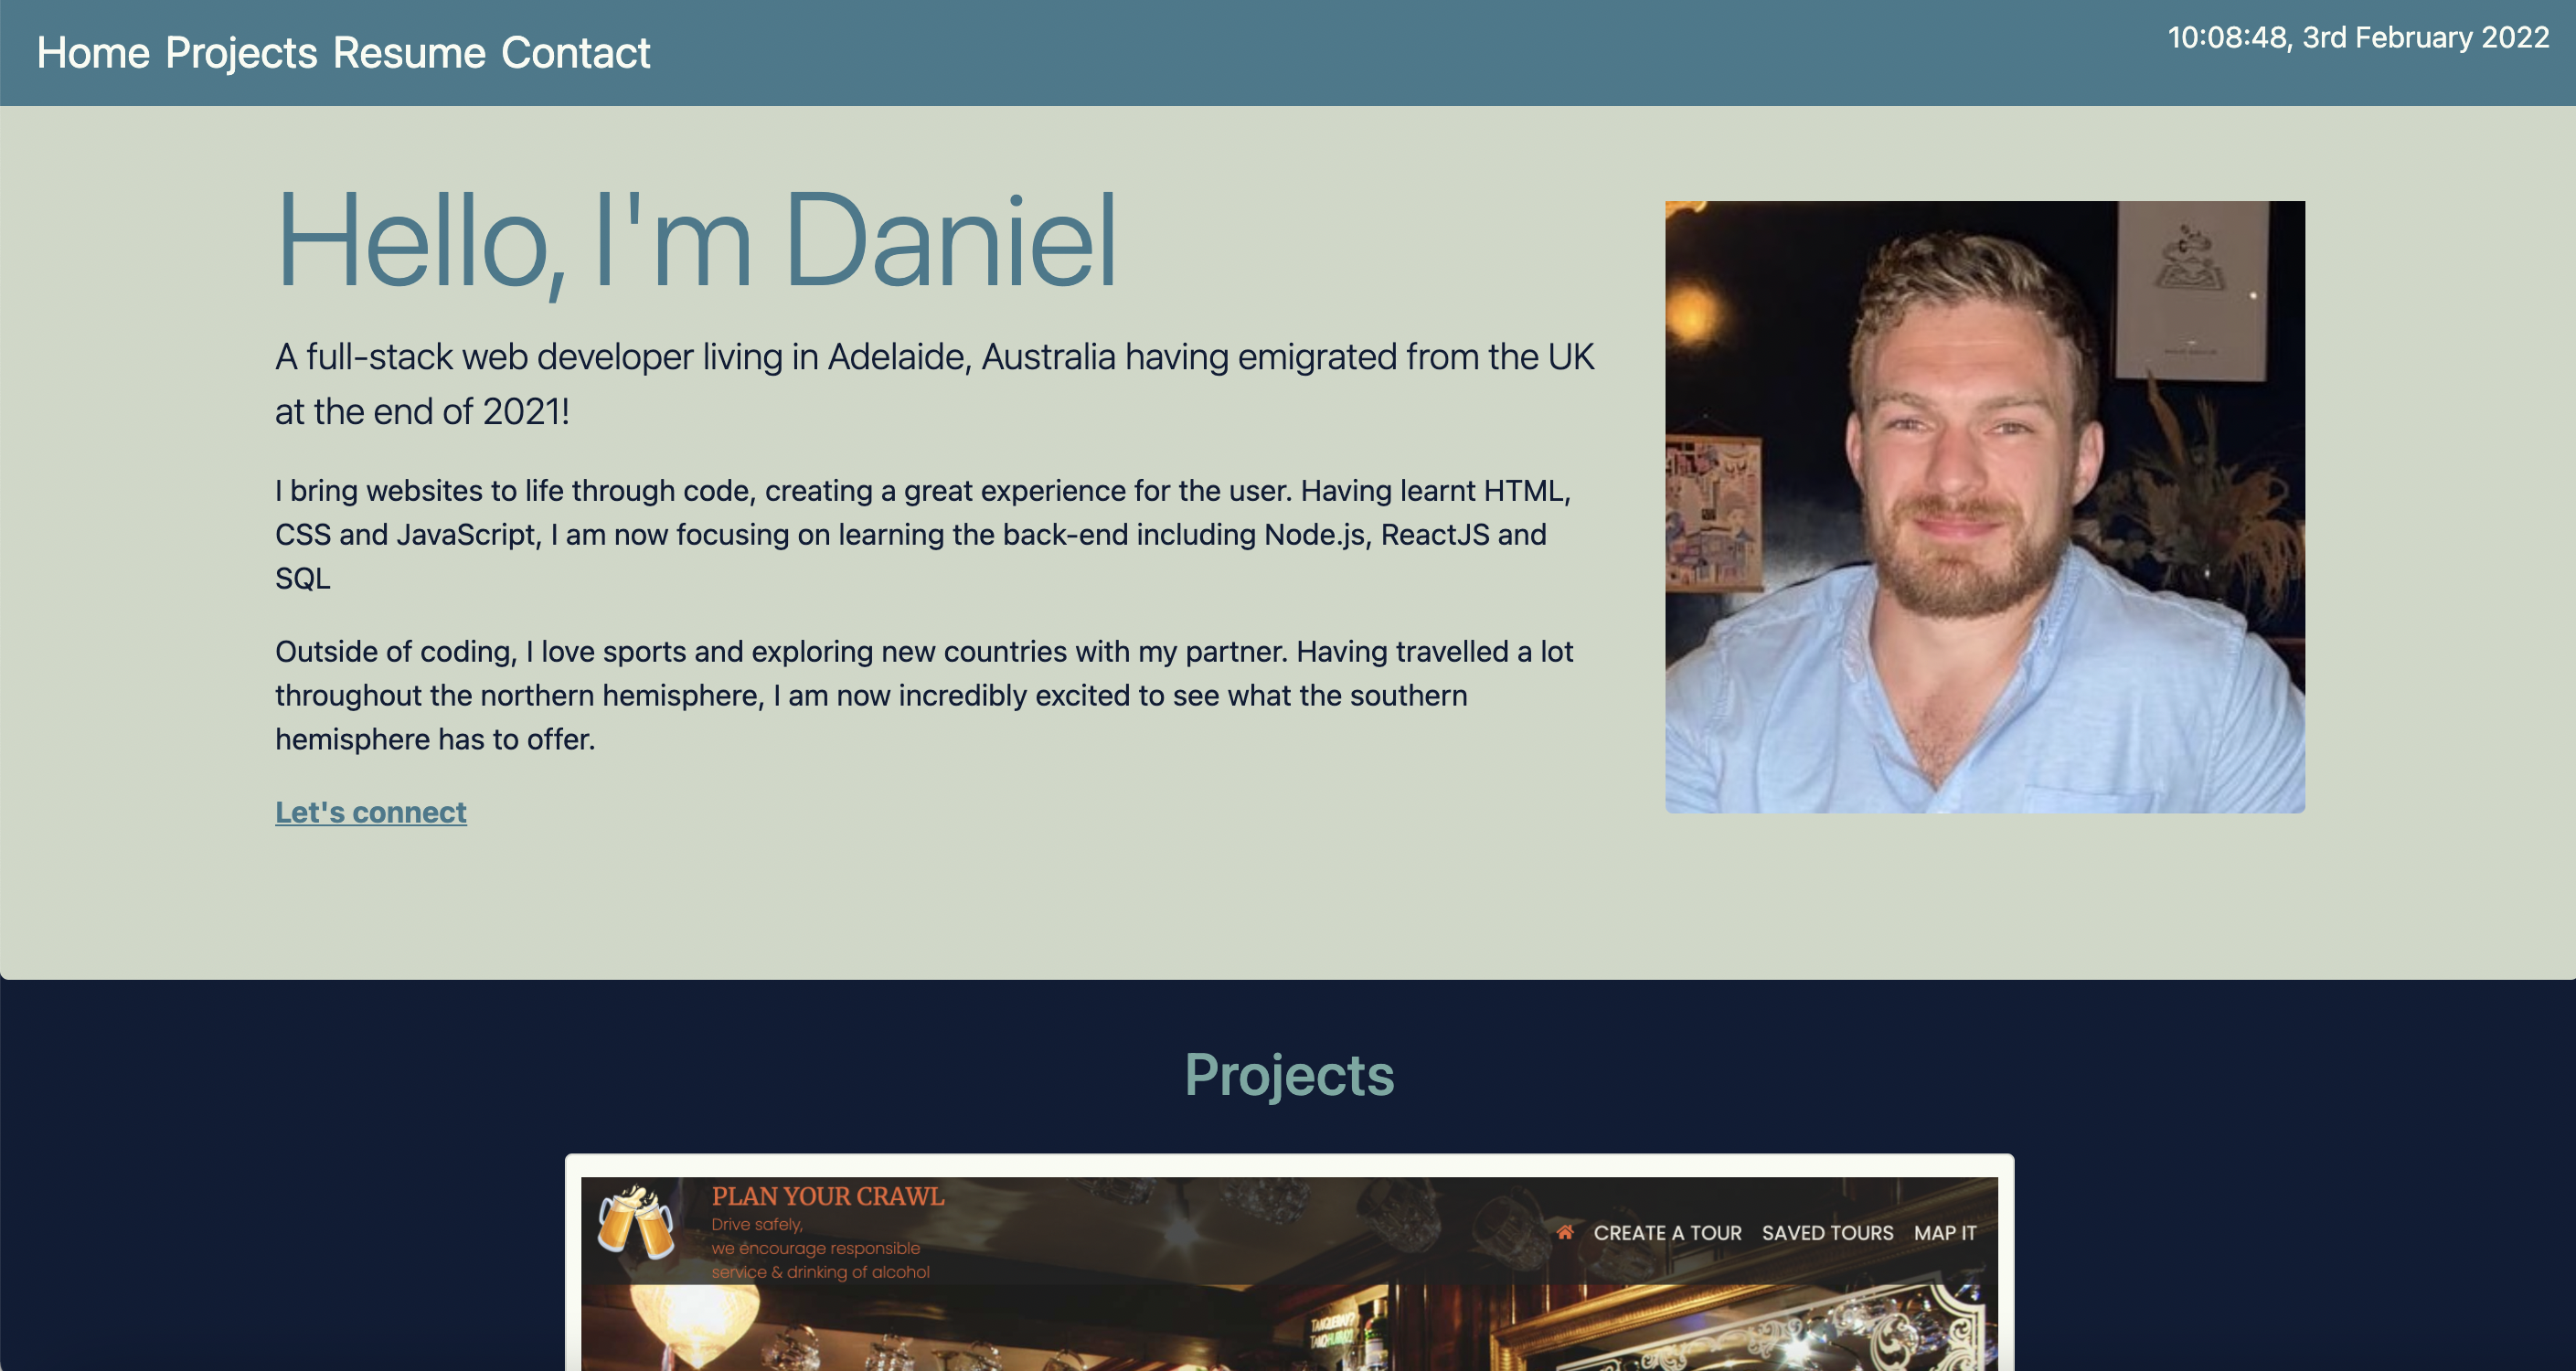 Home Projects Resume Contact
10:08:48, 3rd February 2022
Hello, I'm Daniel
A full-stack web developer living in Adelaide, Australia having emigrated from the UK
at the end of 2021!
I bring websites to life through code, creating a great experience for the user. Having learnt HTML,
CSS and JavaScript, I am now focusing on learning the back-end including Node.js, ReactJS and
SQL
Outside of coding, I love sports and exploring new countries with my partner. Having travelled a lot
throughout the northern hemisphere, I am now incredibly excited to see what the southern
hemisphere has to offer.
Let's connect
Projects
PLAN YOUR CRAWL
Drive safely,
we encourage responsible
service & drinking of alcohol
CREATE A TOUR SAVED TOURS MAP IT